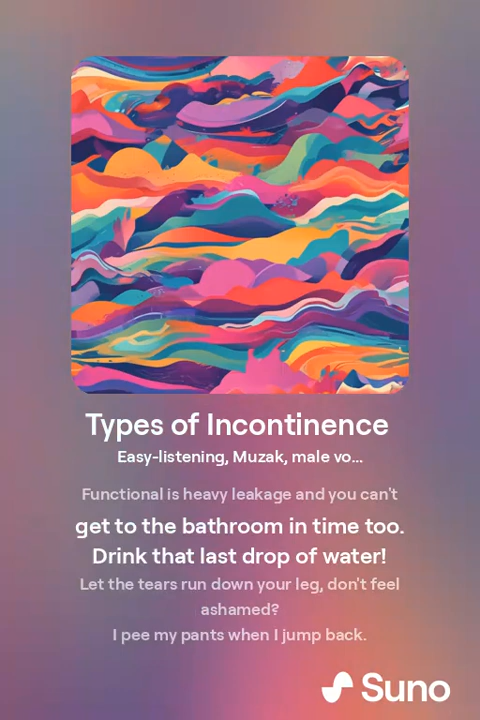 Types of Incontinence
Easy-listening, Muzak, male vo...
Functional is heavy leakage and you can't
get to the bathroom in time too.
Drink that last drop of water!
Let the tears run down your leg, don't feel
ashamed?
I pee my pants when I jump back.
Suno